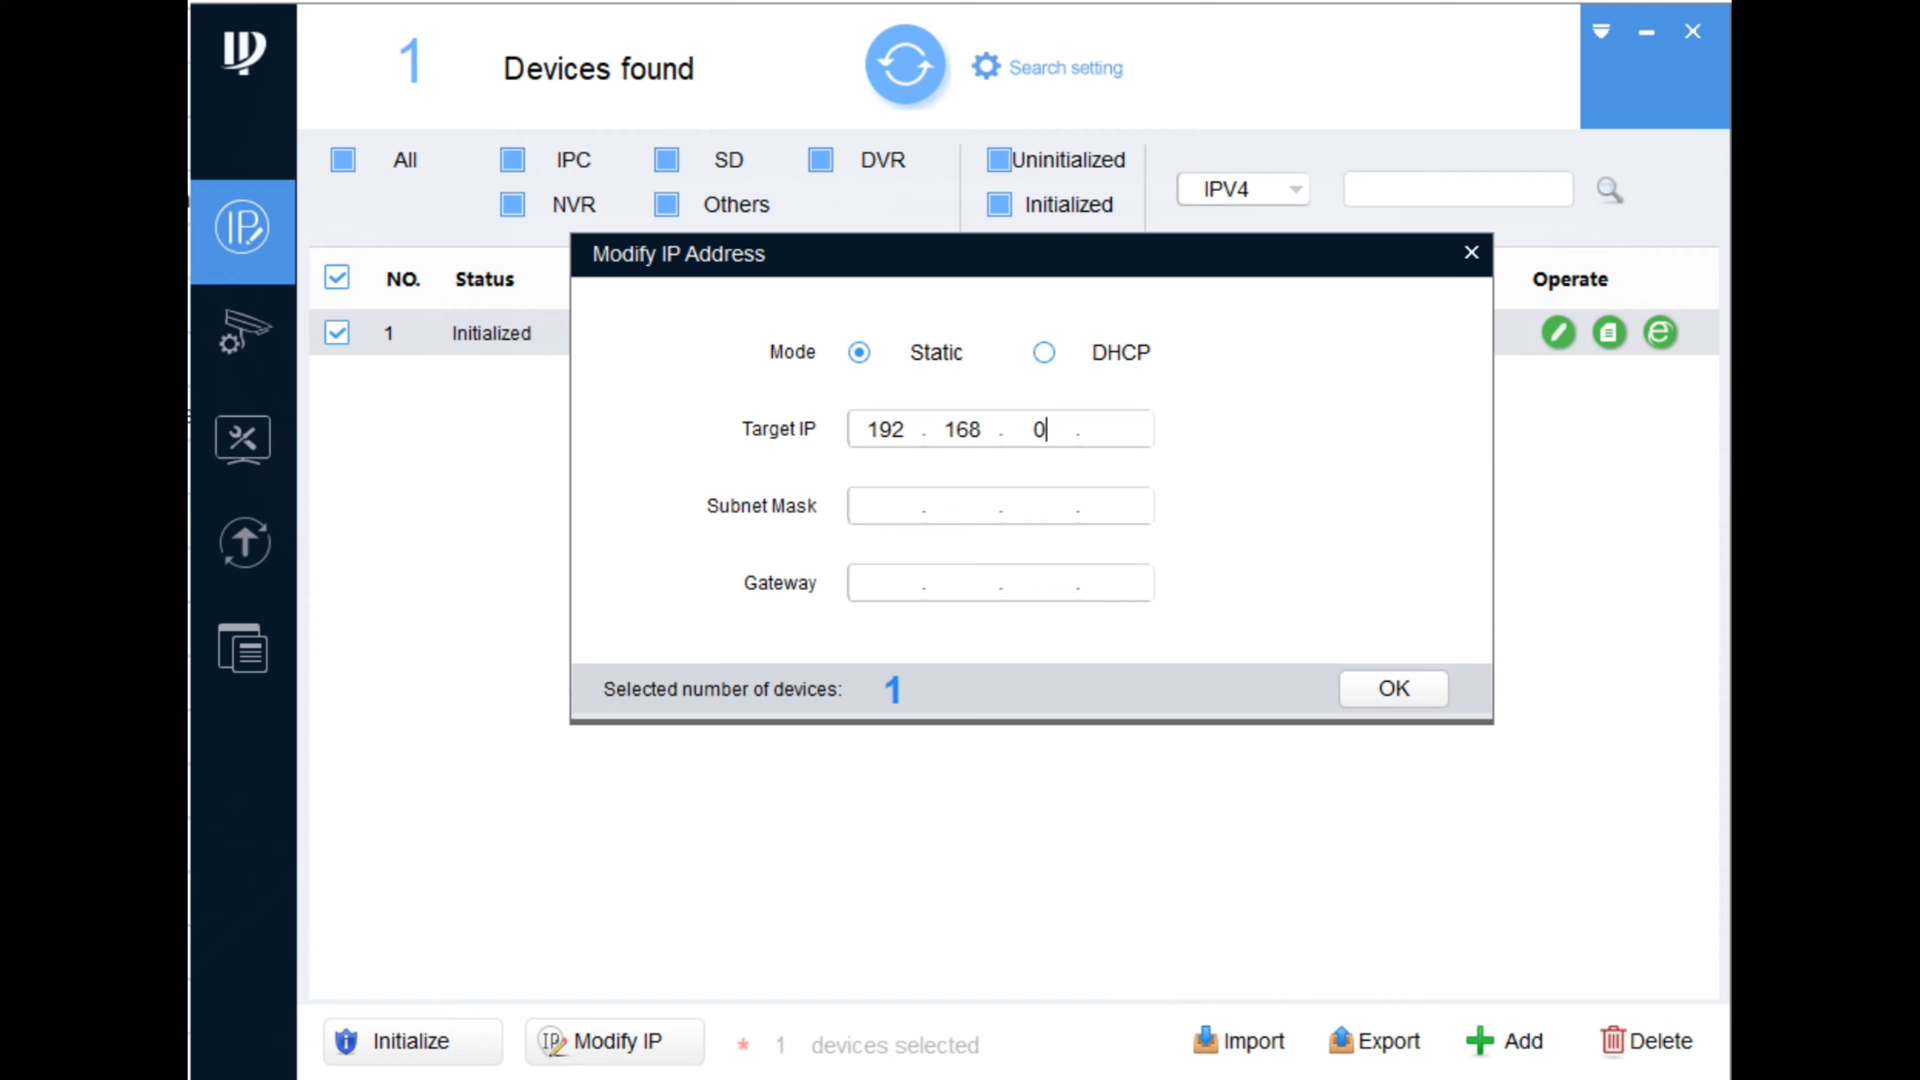 1 Devices found Search setting
All IPC SD DVR Uninitialized
NVR Others Initialized
IPV4
Modify IP Address
NO. Status Operate
1 Initialized
Mode Static DHCP
Target IP 192 . 168 . 0 .
Subnet Mask . . .
Gateway . . .
Selected number of devices: 1 OK
Initialize Modify IP * 1 devices selected Import Export Add Delete